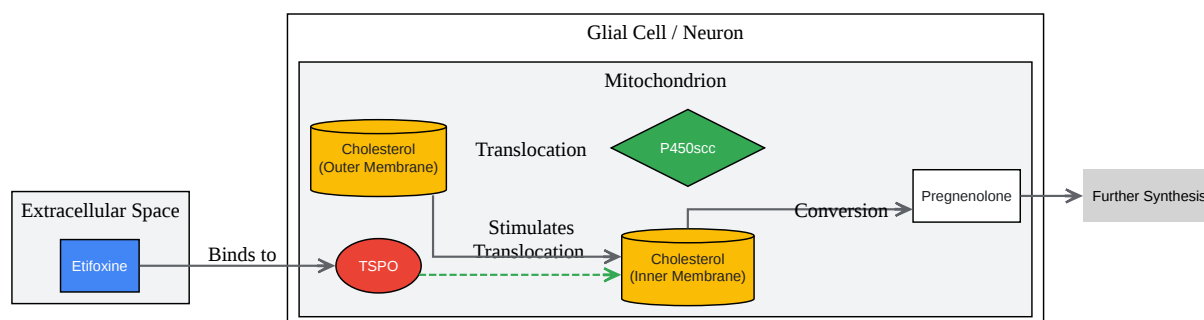 Glial Cell / Neuron
Mitochondrion
Cholesterol
(Outer Membrane)
Translocation
P450scc
Extracellular Space
Etifoxine
Binds to
TSPO
Stimulates
Translocation
Cholesterol
(Inner Membrane)
Conversion
Pregnenolone
Further Synthesis